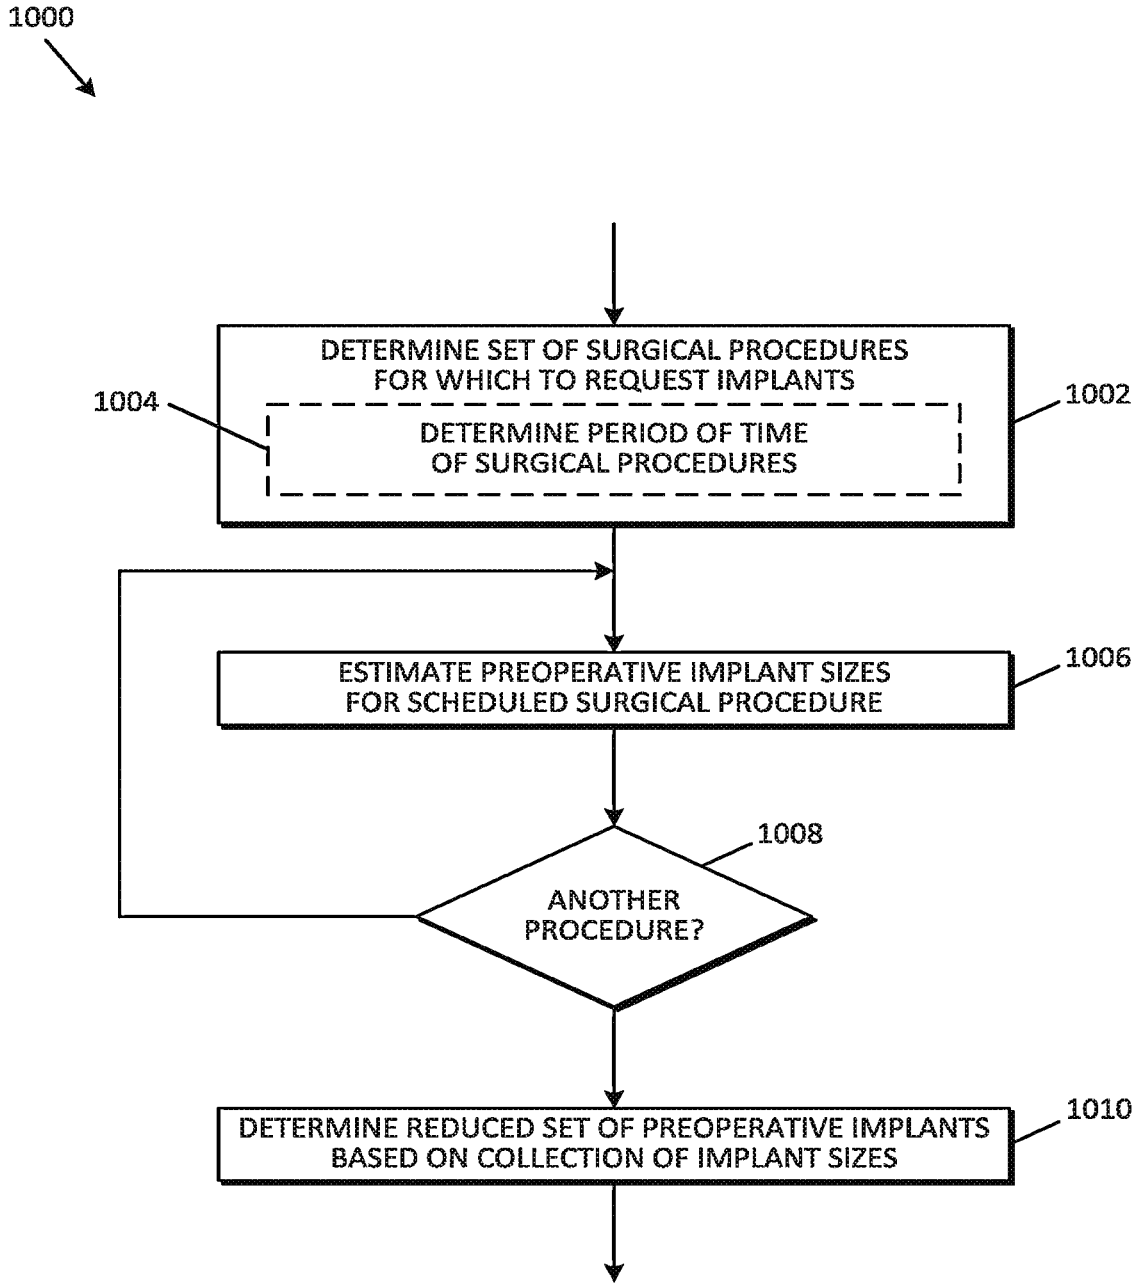 1000
DETERMINE SET OF SURGICAL PROCEDURES
FOR WHICH TO REQUEST IMPLANTS
1002
1004
DETERMINE PERIOD OF TIME
OF SURGICAL PROCEDURES
ESTIMATE PREOPERATIVE IMPLANT SIZES
FOR SCHEDULED SURGICAL PROCEDURE
1006
1008
ANOTHER
PROCEDURE?
DETERMINE REDUCED SET OF PREOPERATIVE IMPLANTS
BASED ON COLLECTION OF IMPLANT SIZES
1010